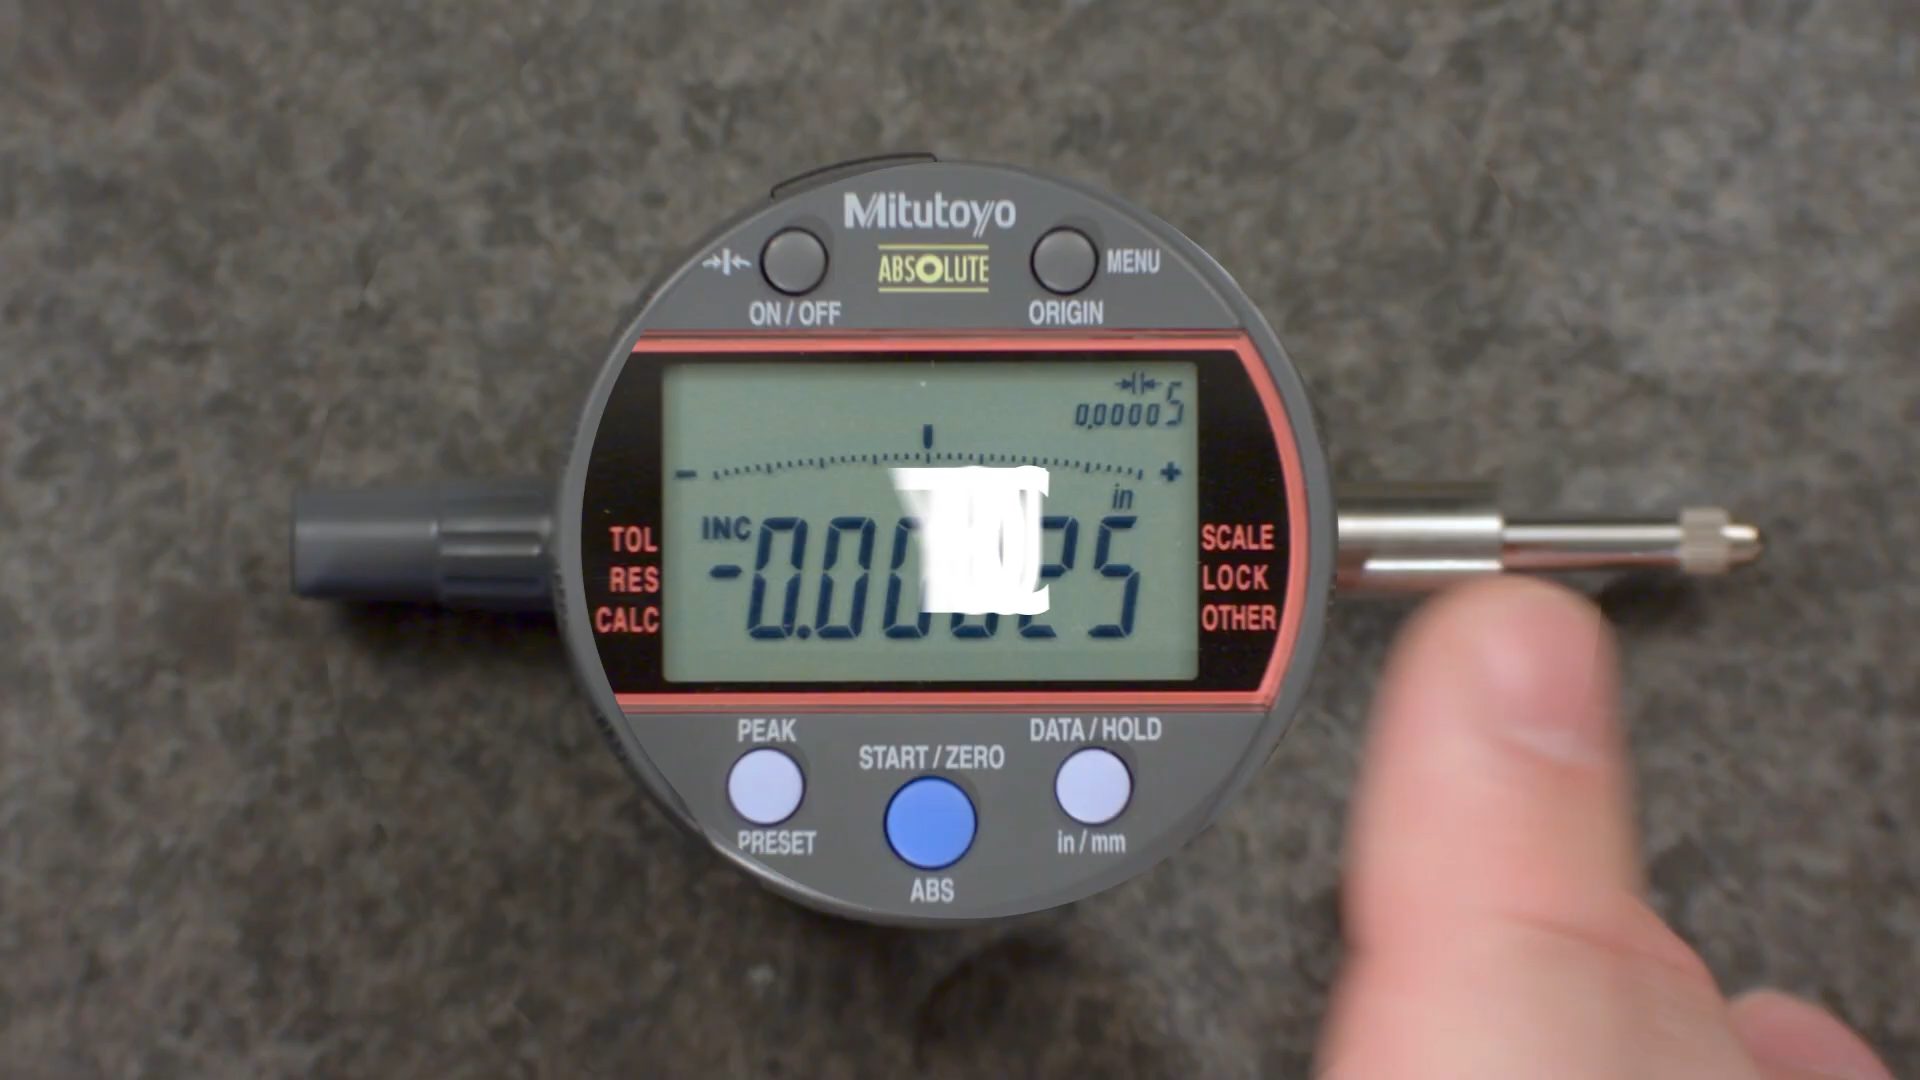 Mitutoyo
ABSOLUTE
MENU
ON / OFF
ORIGIN
0.00005
- +
in
INC
TOL
RES
CALC
SCALE
LOCK
OTHER
PEAK
START / ZERO
DATA / HOLD
PRESET
in / mm
ABS